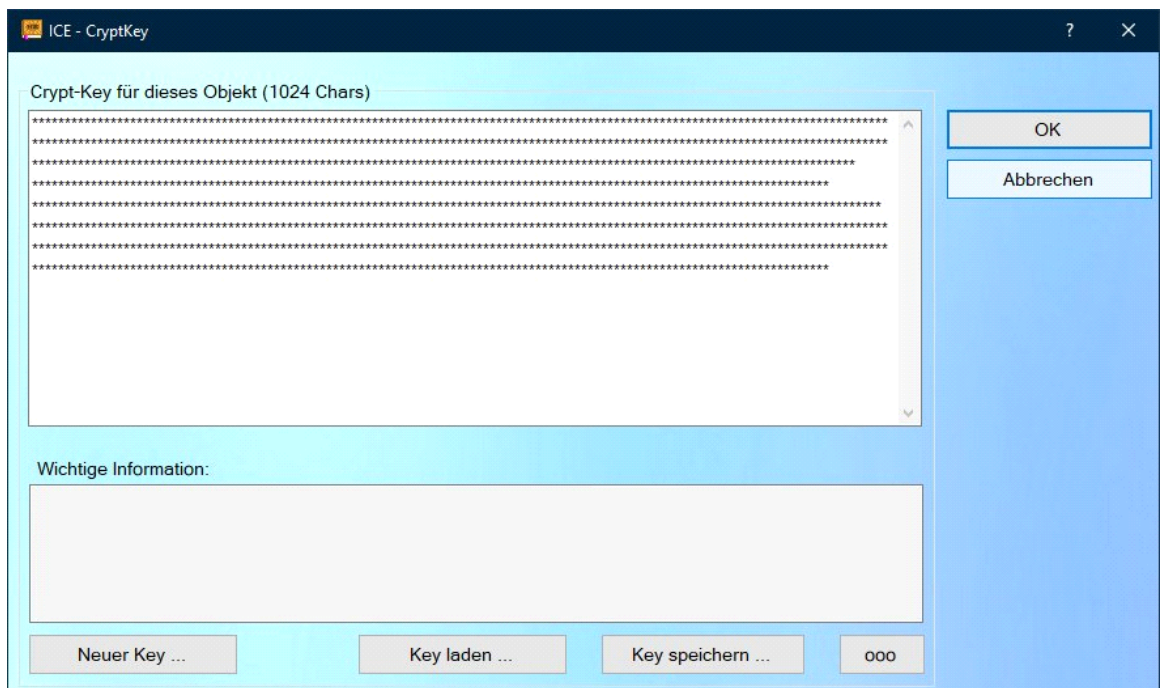 ICE - CryptKey
Crypt-Key für dieses Objekt (1024 Chars)
OK
Abbrechen
Wichtige Information:
Neuer Key ...
Key laden ...
Key speichern ...
ooo